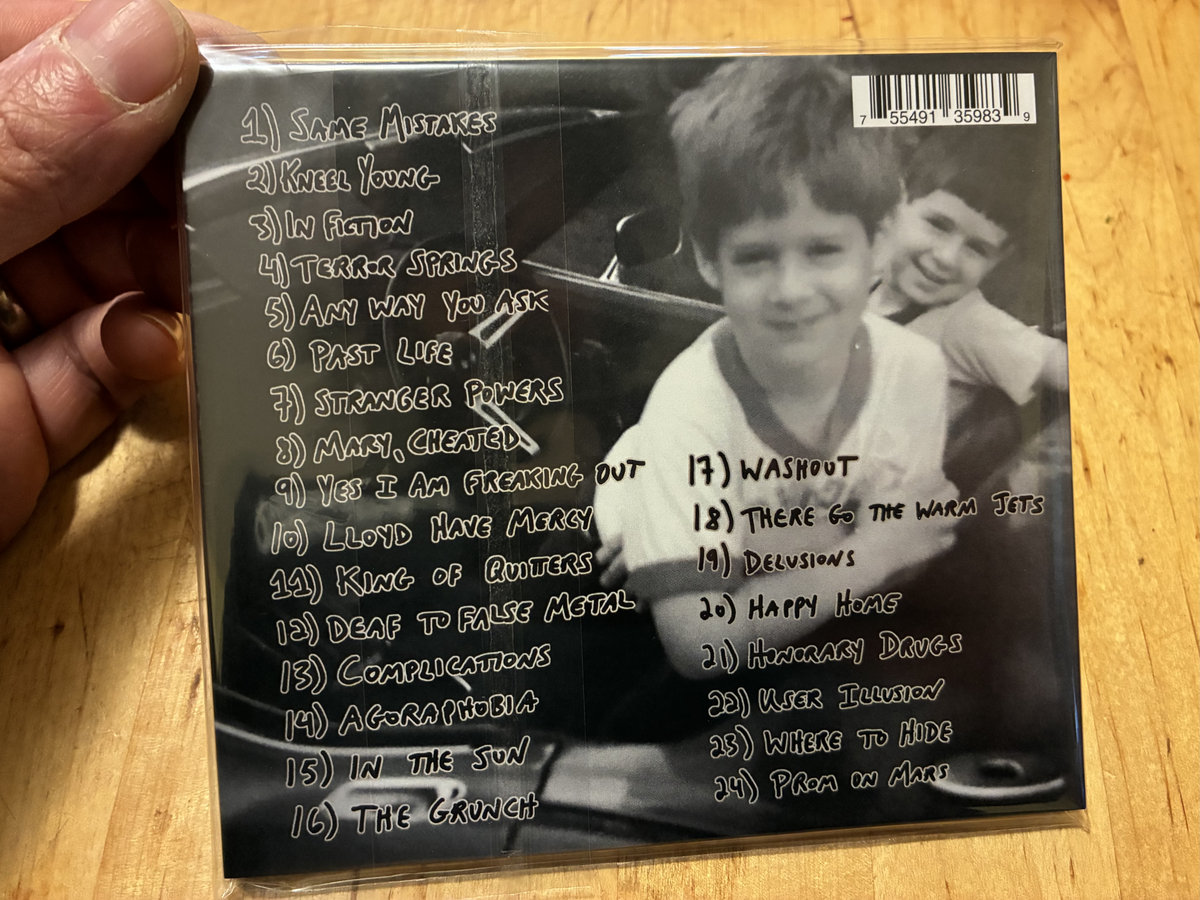 1) SAME MISTAKES
2) KNEEL YOUNG
3) IN FICTION
4) TERROR SPRINGS
5) ANY WAY YOU ASK
6) PAST LIFE
7) STRANGER POWERS
8) MARY, CHEATED
9) YES I AM FREAKING OUT
10) LLOYD HAVE MERCY
11) KING OF QUITTERS
12) DEAF TO FALSE METAL
13) COMPLICATIONS
14) AGORAPHOBIA
15) IN THE SUN
16) THE GRUNCH
17) WASHOUT
18) THERE GO THE WARM JETS
19) DELUSIONS
20) HAPPY HOME
21) HONORARY DRUGS
22) USER ILLUSION
23) WHERE TO HIDE
24) PROM ON MARS
7 55491 35983 9